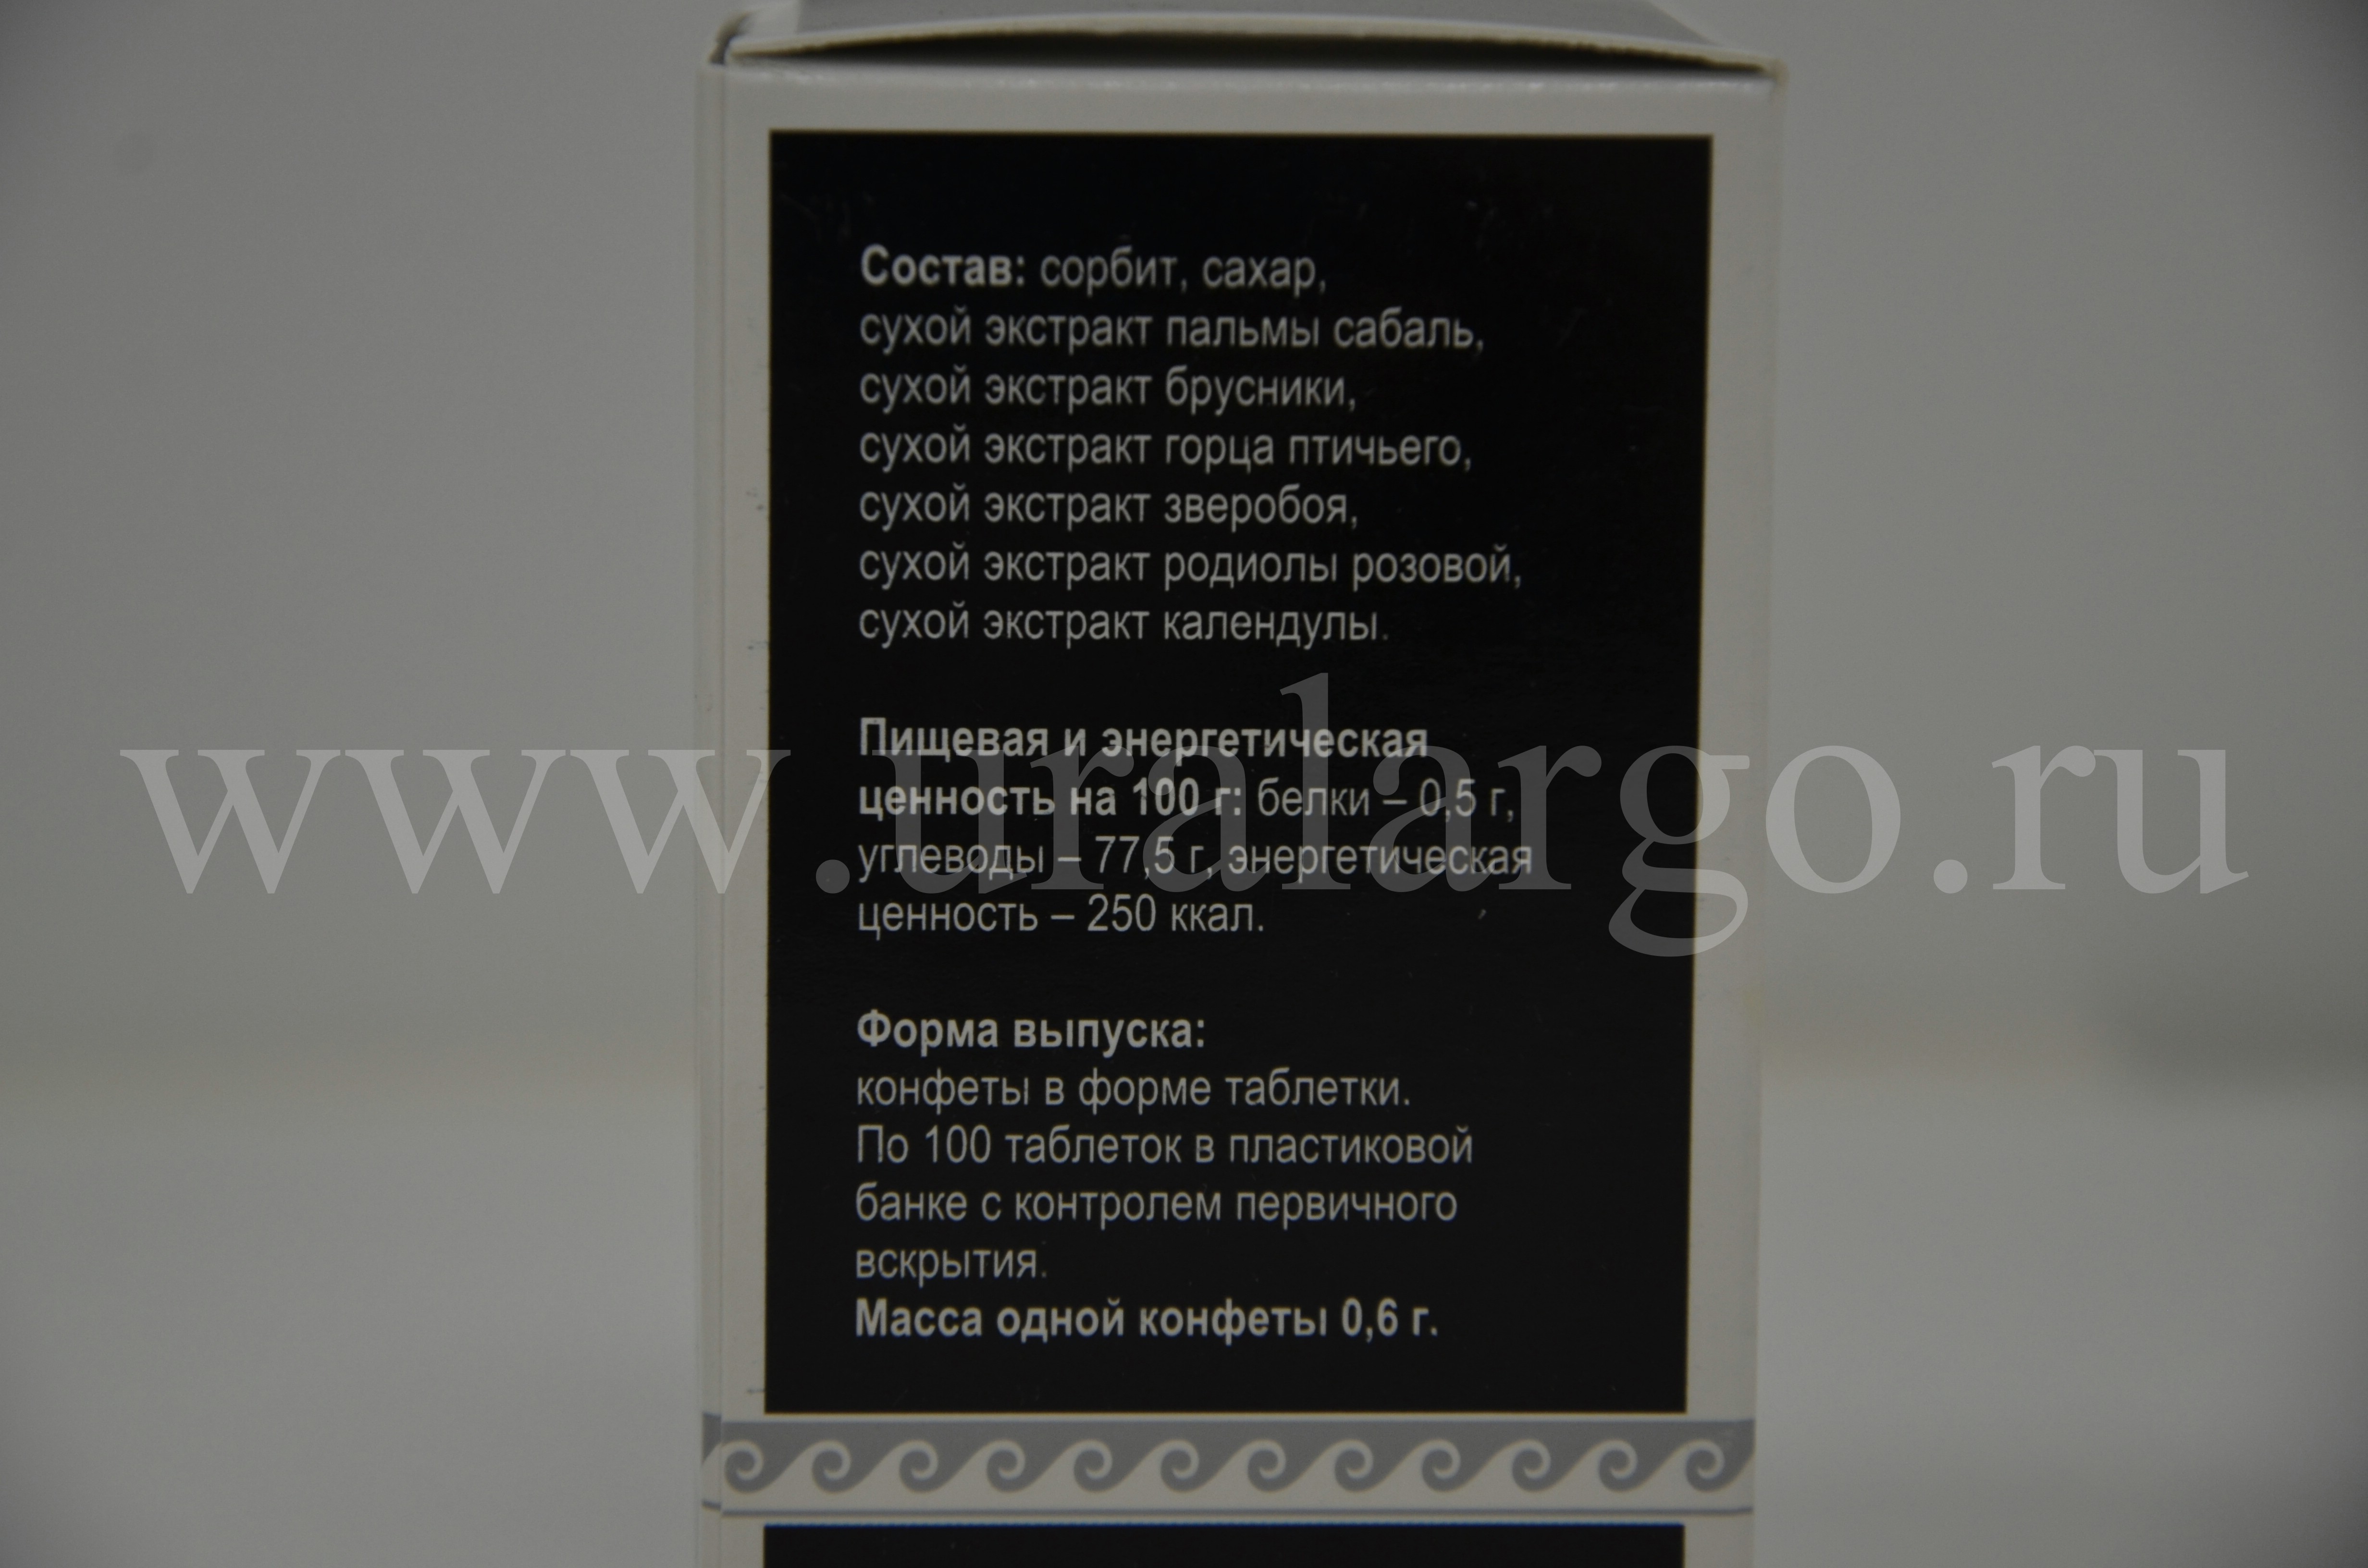 Состав: сорбит, сахар,
сухой экстракт пальмы сабаль,
сухой экстракт брусники,
сухой экстракт горца птичьего,
сухой экстракт зверобоя,
сухой экстракт родиолы розовой,
сухой экстракт календулы.
Пищевая и энергетическая
ценность на 100 г: белки – 0,5 г,
углеводы – 77,5 г, энергетическая
ценность – 250 ккал.
www.uralargo.ru
Форма выпуска:
конфеты в форме таблетки.
По 100 таблеток в пластиковой
банке с контролем первичного
вскрытия.
Масса одной конфеты 0,6 г.